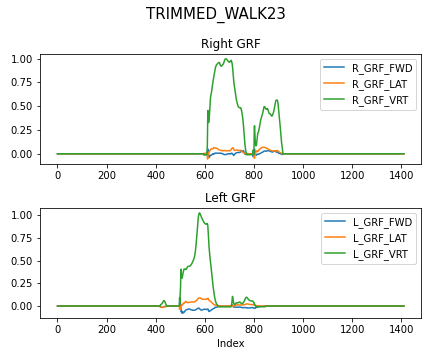 TRIMMED_WALK23
Right GRF
1.00
0.75
0.50
0.25
0.00
R_GRF_FWD
R_GRF_LAT
R_GRF_VRT
0 200 400 600 800 1000 1200 1400
Left GRF
1.00
0.75
0.50
0.25
0.00
L_GRF_FWD
L_GRF_LAT
L_GRF_VRT
0 200 400 600 800 1000 1200 1400
Index